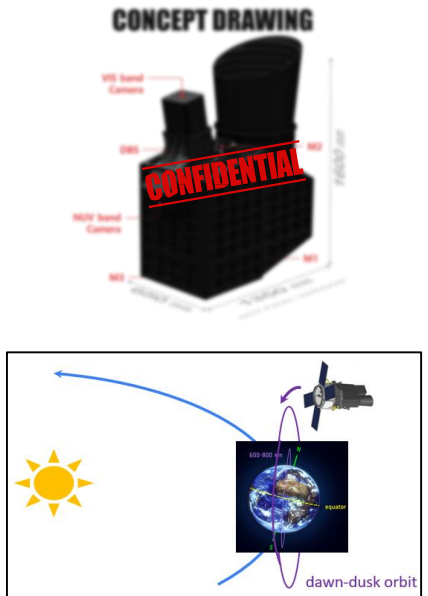 CONCEPT DRAWING
VIS band
Camera
DBS
M2
CONFIDENTIAL
NUV band
Camera
M1
M3
600-800 km
N
equator
S
dawn-dusk orbit